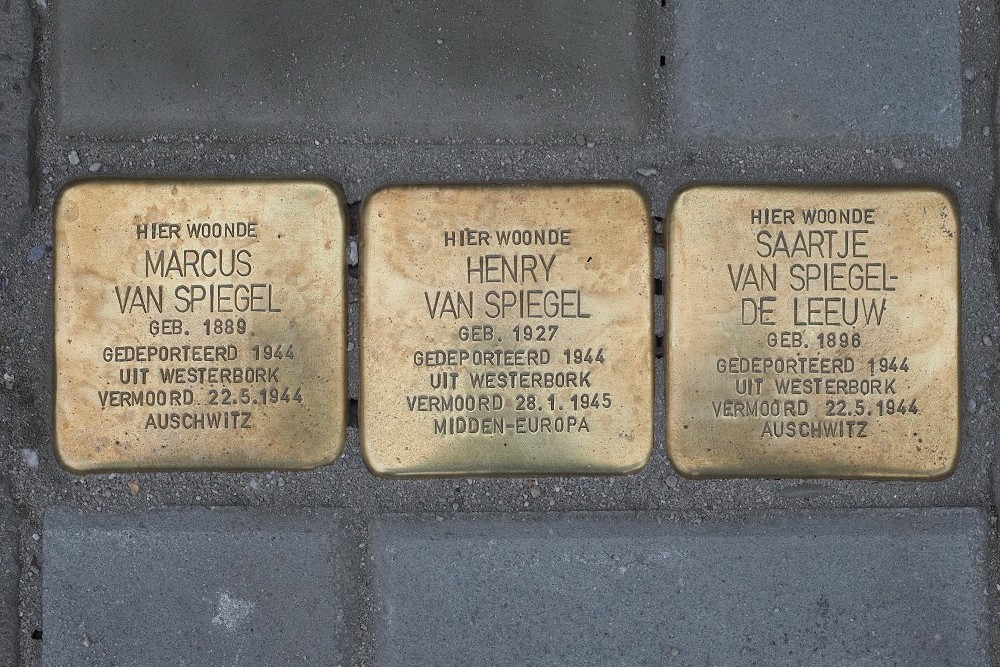 HIER WOONDE
MARCUS
VAN SPIEGEL
GEB. 1889
GEDEPORTEERD 1944
UIT WESTERBORK
VERMOORD 22.5.1944
AUSCHWITZ
HIER WOONDE
HENRY
VAN SPIEGEL
GEB. 1927
GEDEPORTEERD 1944
UIT WESTERBORK
VERMOORD 28.1.1945
MIDDEN-EUROPA
HIER WOONDE
SAARTJE
VAN SPIEGEL-
DE LEEUW
GEB. 1896
GEDEPORTEERD 1944
UIT WESTERBORK
VERMOORD 22.5.1944
AUSCHWITZ